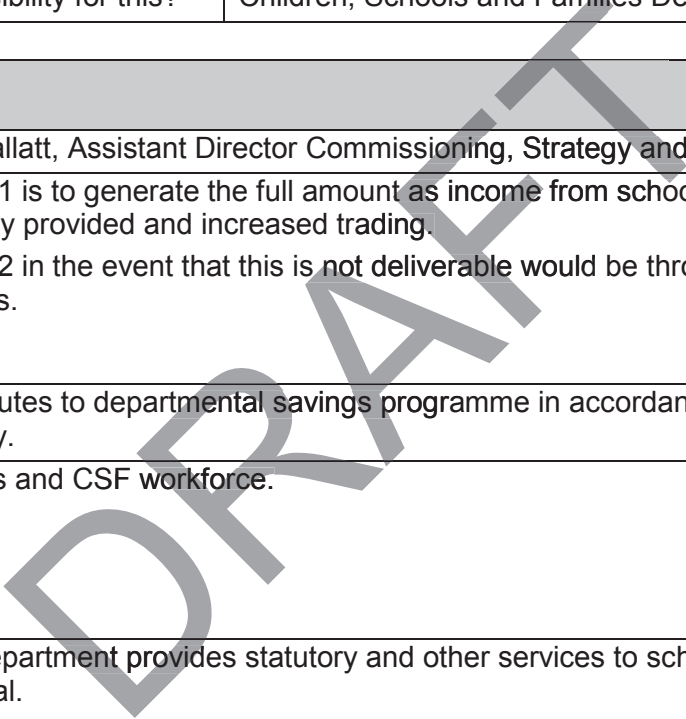 Children, Schools and Families De
allatt, Assistant Director Commissioning, Strategy and
1 is to generate the full amount as income from schoo
y provided and increased trading.
2 in the event that this is not deliverable would be thro
s.
utes to departmental savings programme in accordan
y.
s and CSF workforce.
epartment provides statutory and other services to sch
al.
DRAFT